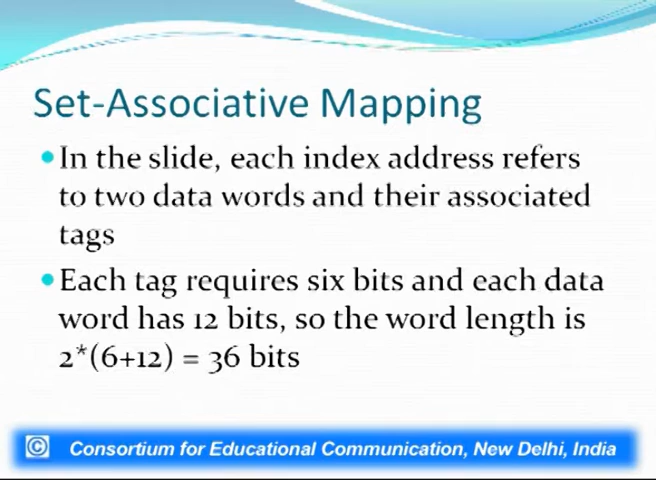 Set-Associative Mapping
In the slide, each index address refers
to two data words and their associated
tags
Each tag requires six bits and each data
word has 12 bits, so the word length is
2*(6+12) = 36 bits
© Consortium for Educational Communication, New Delhi, India